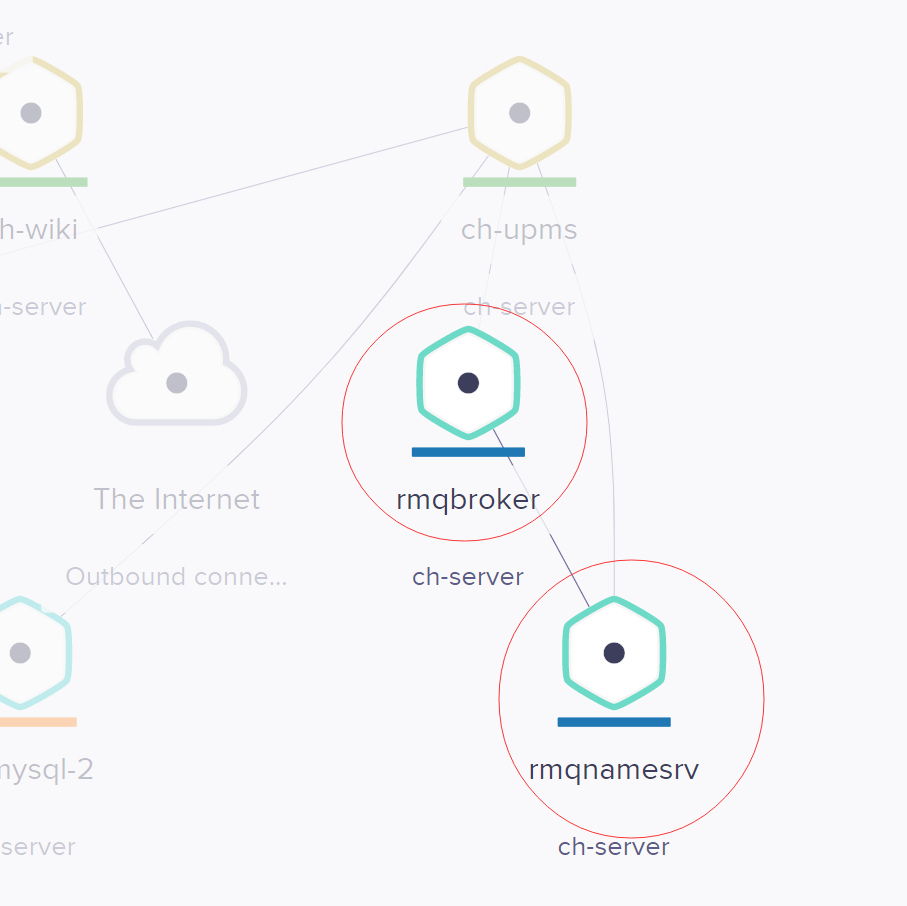 er
h-wiki
ch-upms
-server
ch-server
The Internet
rmqbroker
Outbound conne...
ch-server
mysql-2
rmqnamesrv
server
ch-server